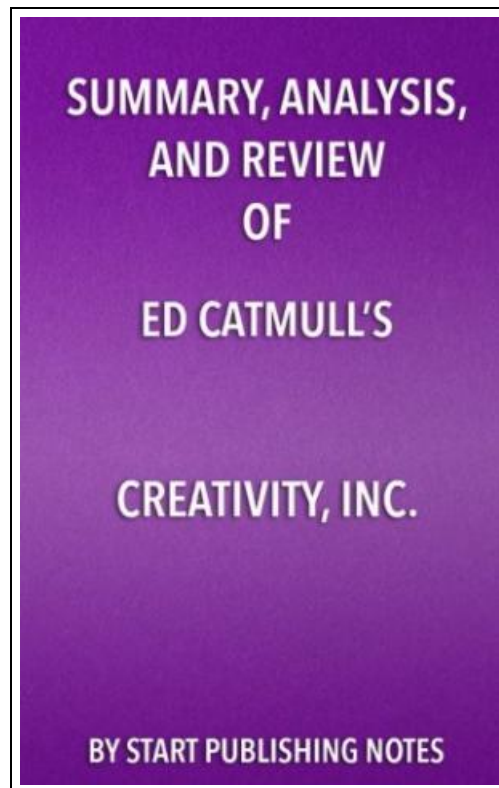 SUMMARY, ANALYSIS,
AND REVIEW
OF
ED CATMULL'S
CREATIVITY, INC.
BY START PUBLISHING NOTES